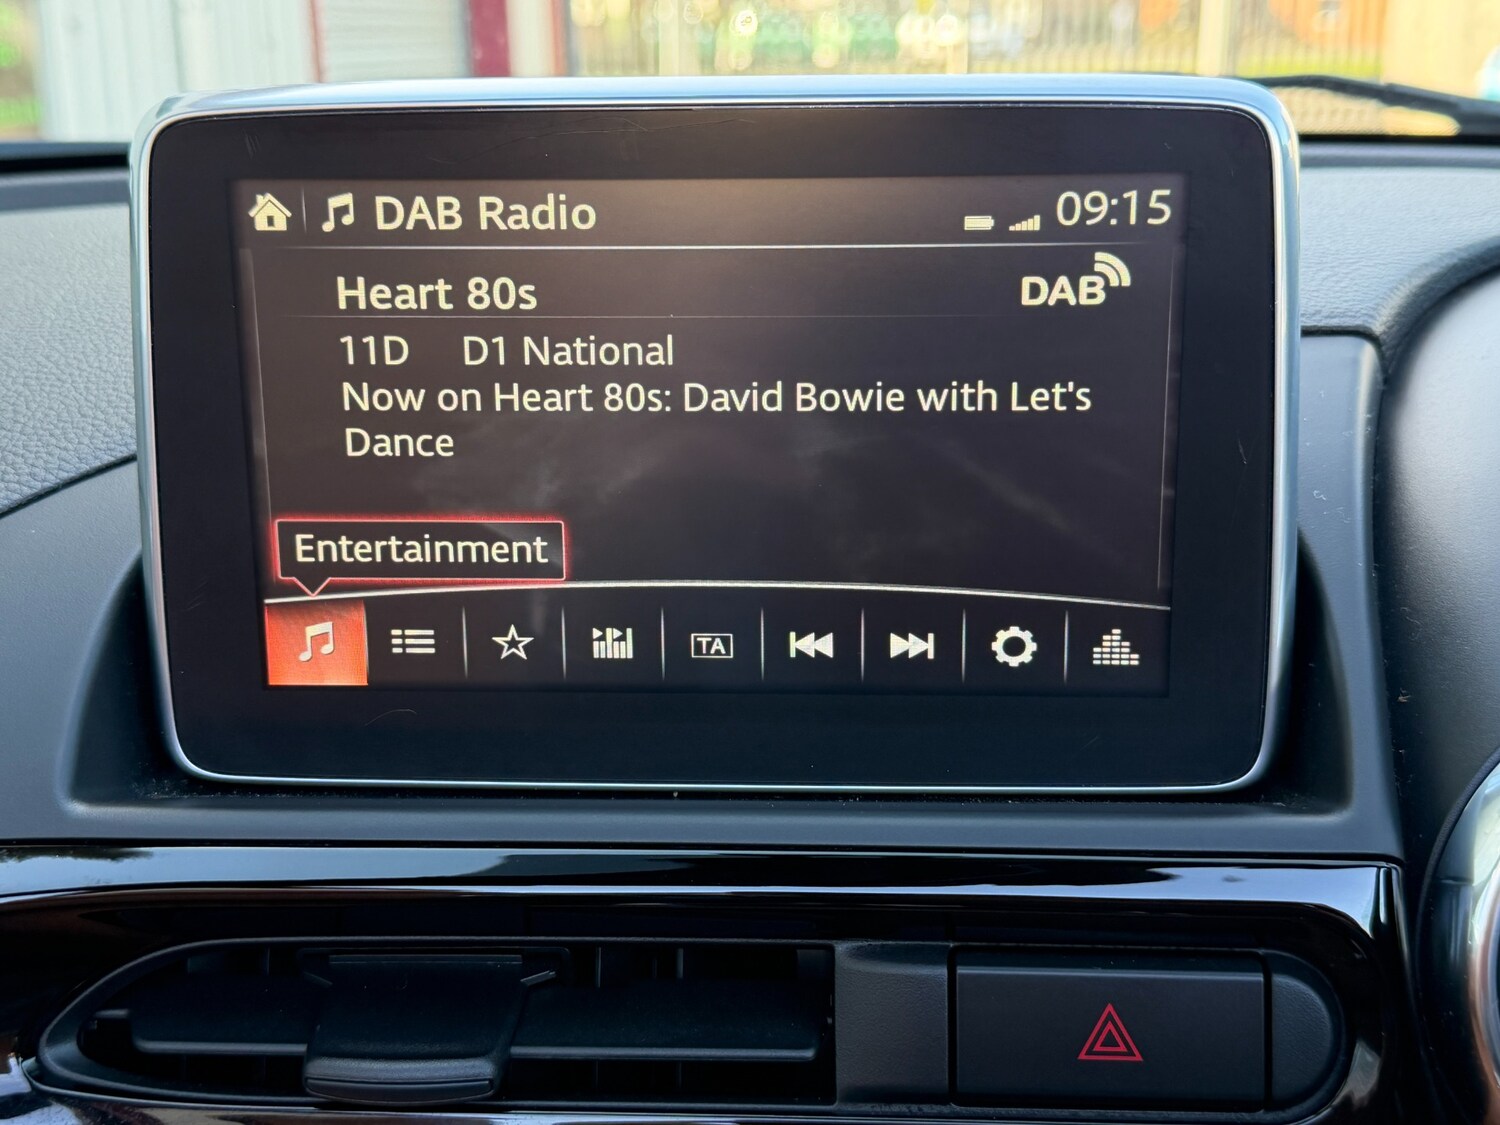 DAB Radio 09:15
Heart 80s DAB
11D D1 National
Now on Heart 80s: David Bowie with Let's
Dance
Entertainment
TA